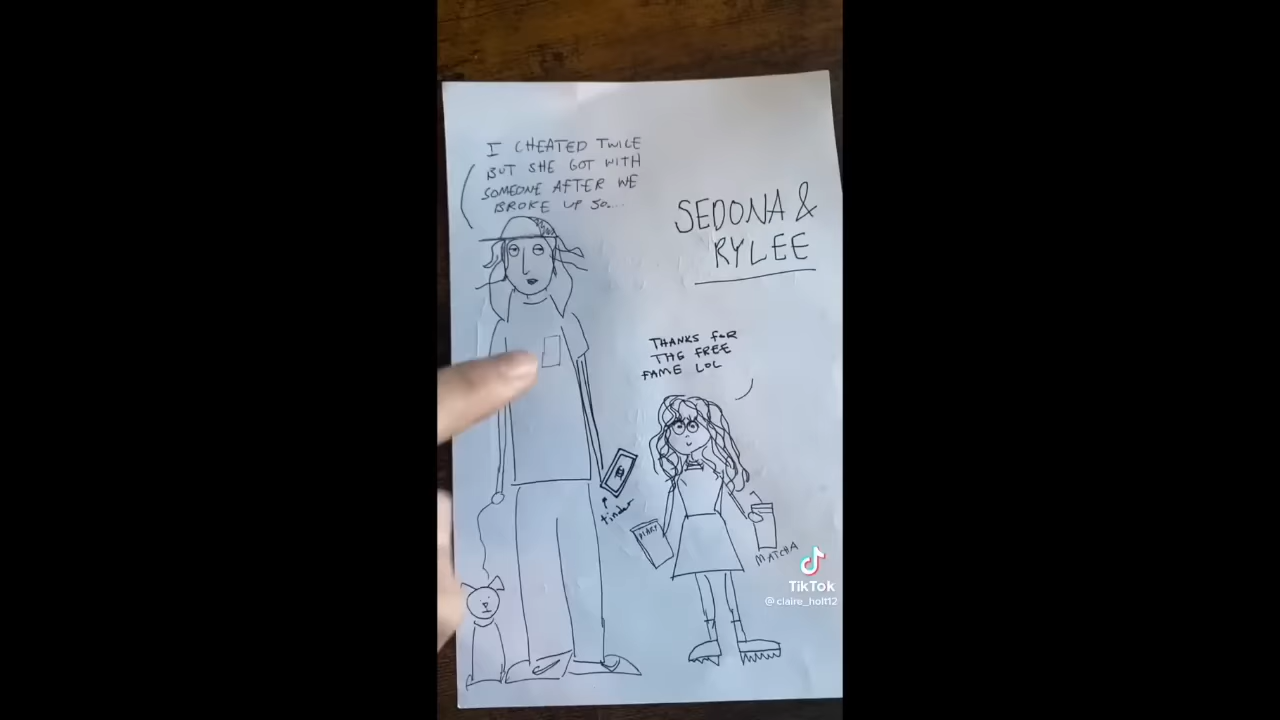 I CHEATED TWICE
BUT SHE GOT WITH
SOMEONE AFTER WE
BROKE UP SO....
SEDONA &
RYLEE
THANKS FOR
THE FREE
FAME LOL
tinder
DIARY
MATCHA
TikTok
@claire_holt12